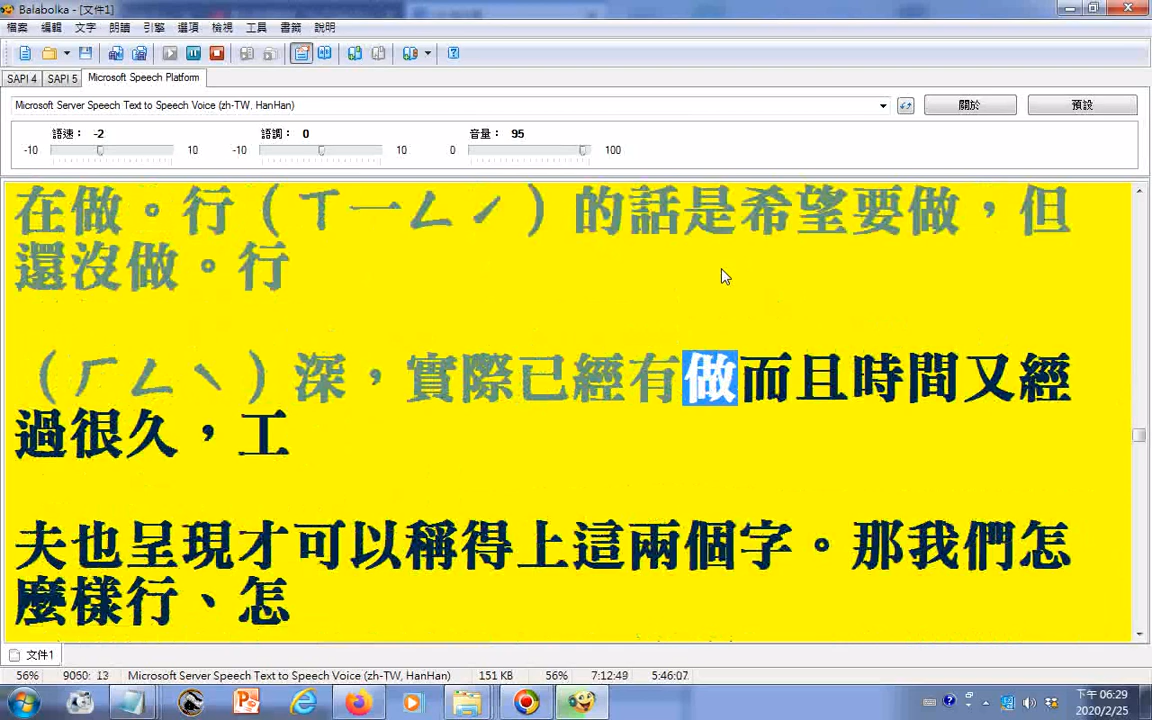 Balabolka - [文件1]
檔案 編輯 文字 朗讀 引擎 選項 檢視 工具 書籤 說明
SAPI 4 SAPI 5 Microsoft Speech Platform
Microsoft Server Speech Text to Speech Voice (zh-TW, HanHan) 關於 預設
語速： -2 語調： 0 音量： 95
-10 10 -10 10 0 100
在做。行（ㄒㄧㄥˊ）的話是希望要做，但
還沒做。行
（ㄏㄥˋ）深，實際已經有做而且時間又經
過很久，工
夫也呈現才可以稱得上這兩個字。那我們怎
麼樣行、怎
文件1
56% 9050: 13 Microsoft Server Speech Text to Speech Voice (zh-TW, HanHan) 151 KB 56% 7:12:49 5:46:07
下午 06:29
2020/2/25